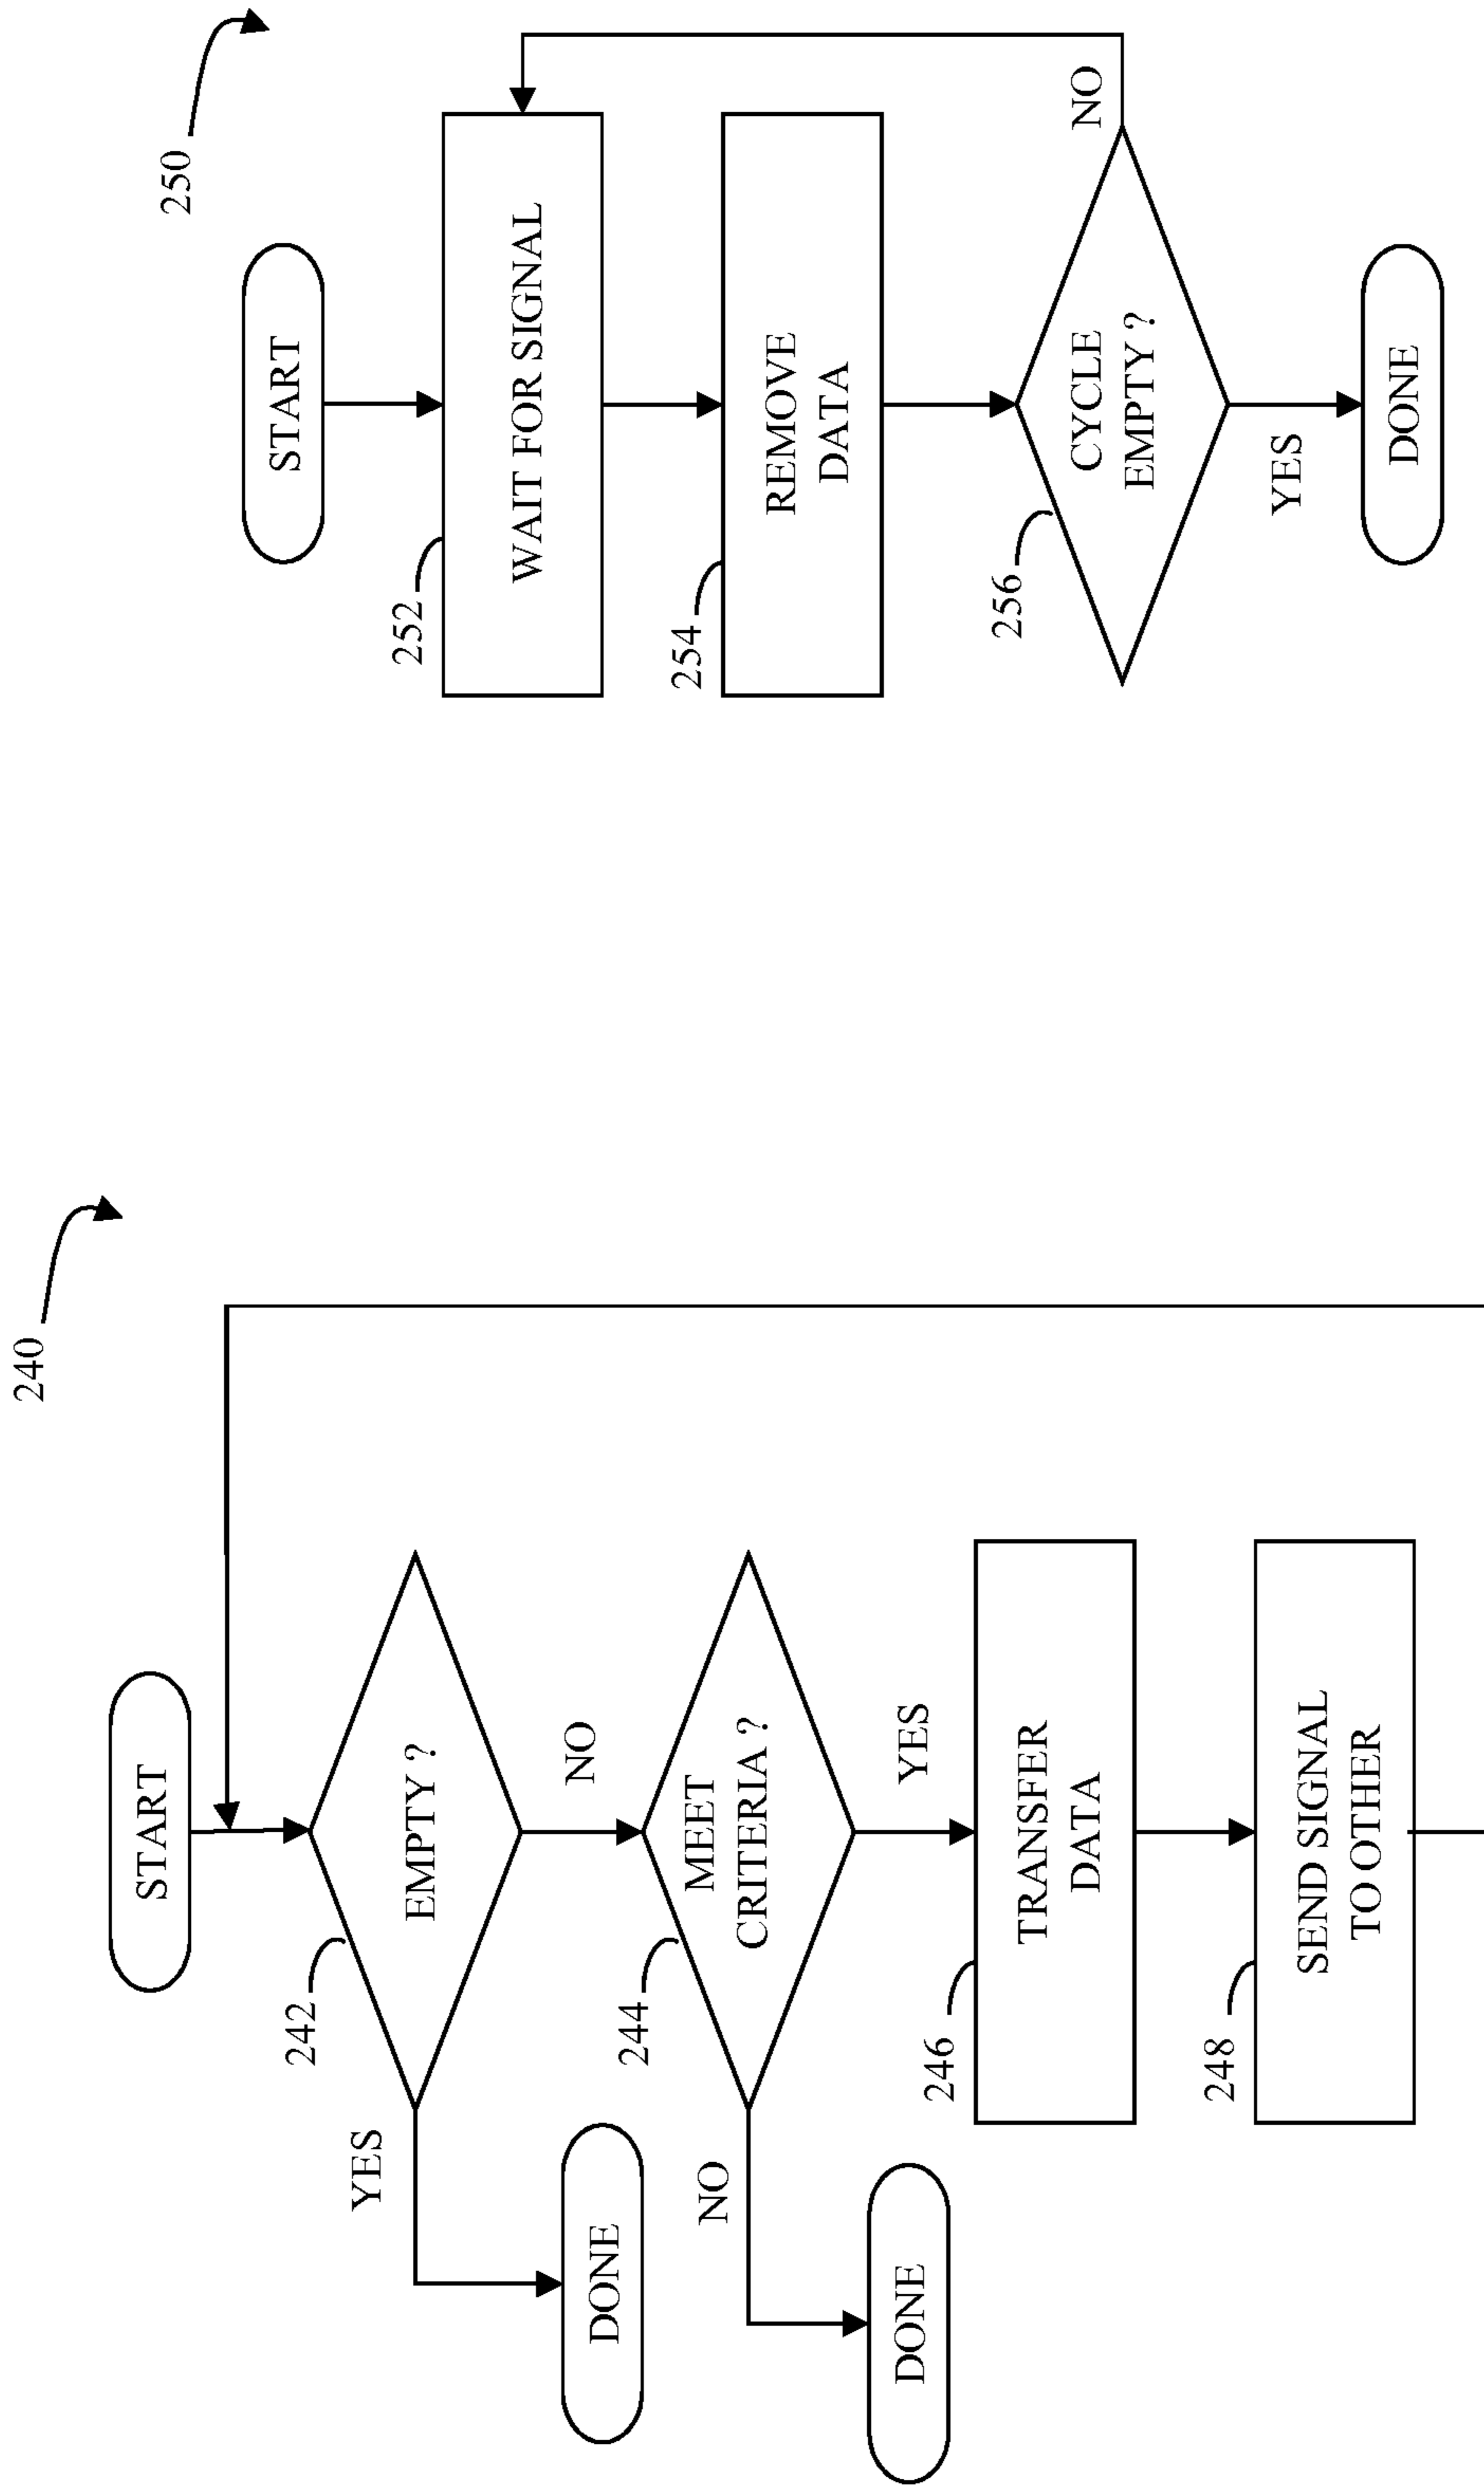 240
START
242
EMPTY ?
YES
DONE
NO
244
MEET
CRITERIA ?
NO
DONE
YES
246
TRANSFER
DATA
248
SEND SIGNAL
TO OTHER
250
START
252
WAIT FOR SIGNAL
254
REMOVE
DATA
256
CYCLE
EMPTY ?
NO
YES
DONE